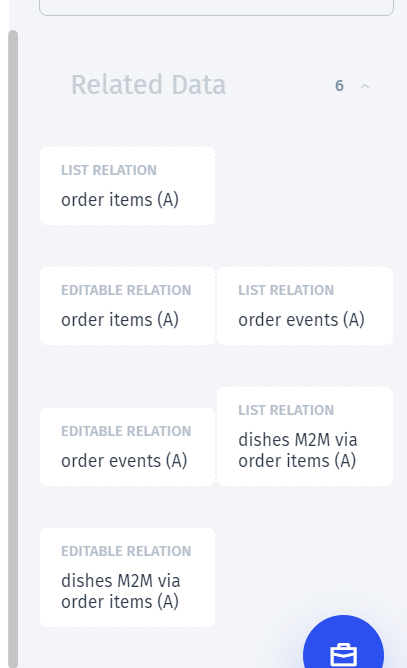 Related Data
6
LIST RELATION
order items (A)
EDITABLE RELATION
order items (A)
LIST RELATION
order events (A)
EDITABLE RELATION
order events (A)
LIST RELATION
dishes M2M via
order items (A)
EDITABLE RELATION
dishes M2M via
order items (A)